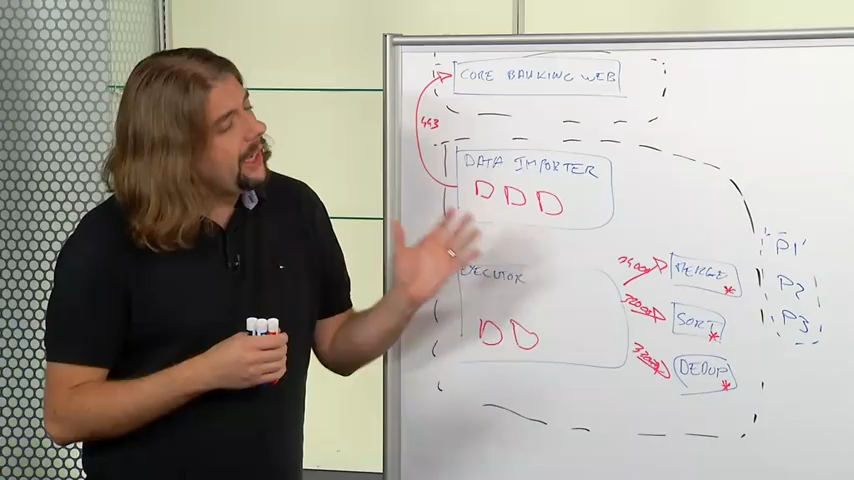 CORE BANKING WEB
443
DATA IMPORTER
D D D
EXECUTOR
D D
MERGE *
SORT *
DEDUP *
P1
P2
P3